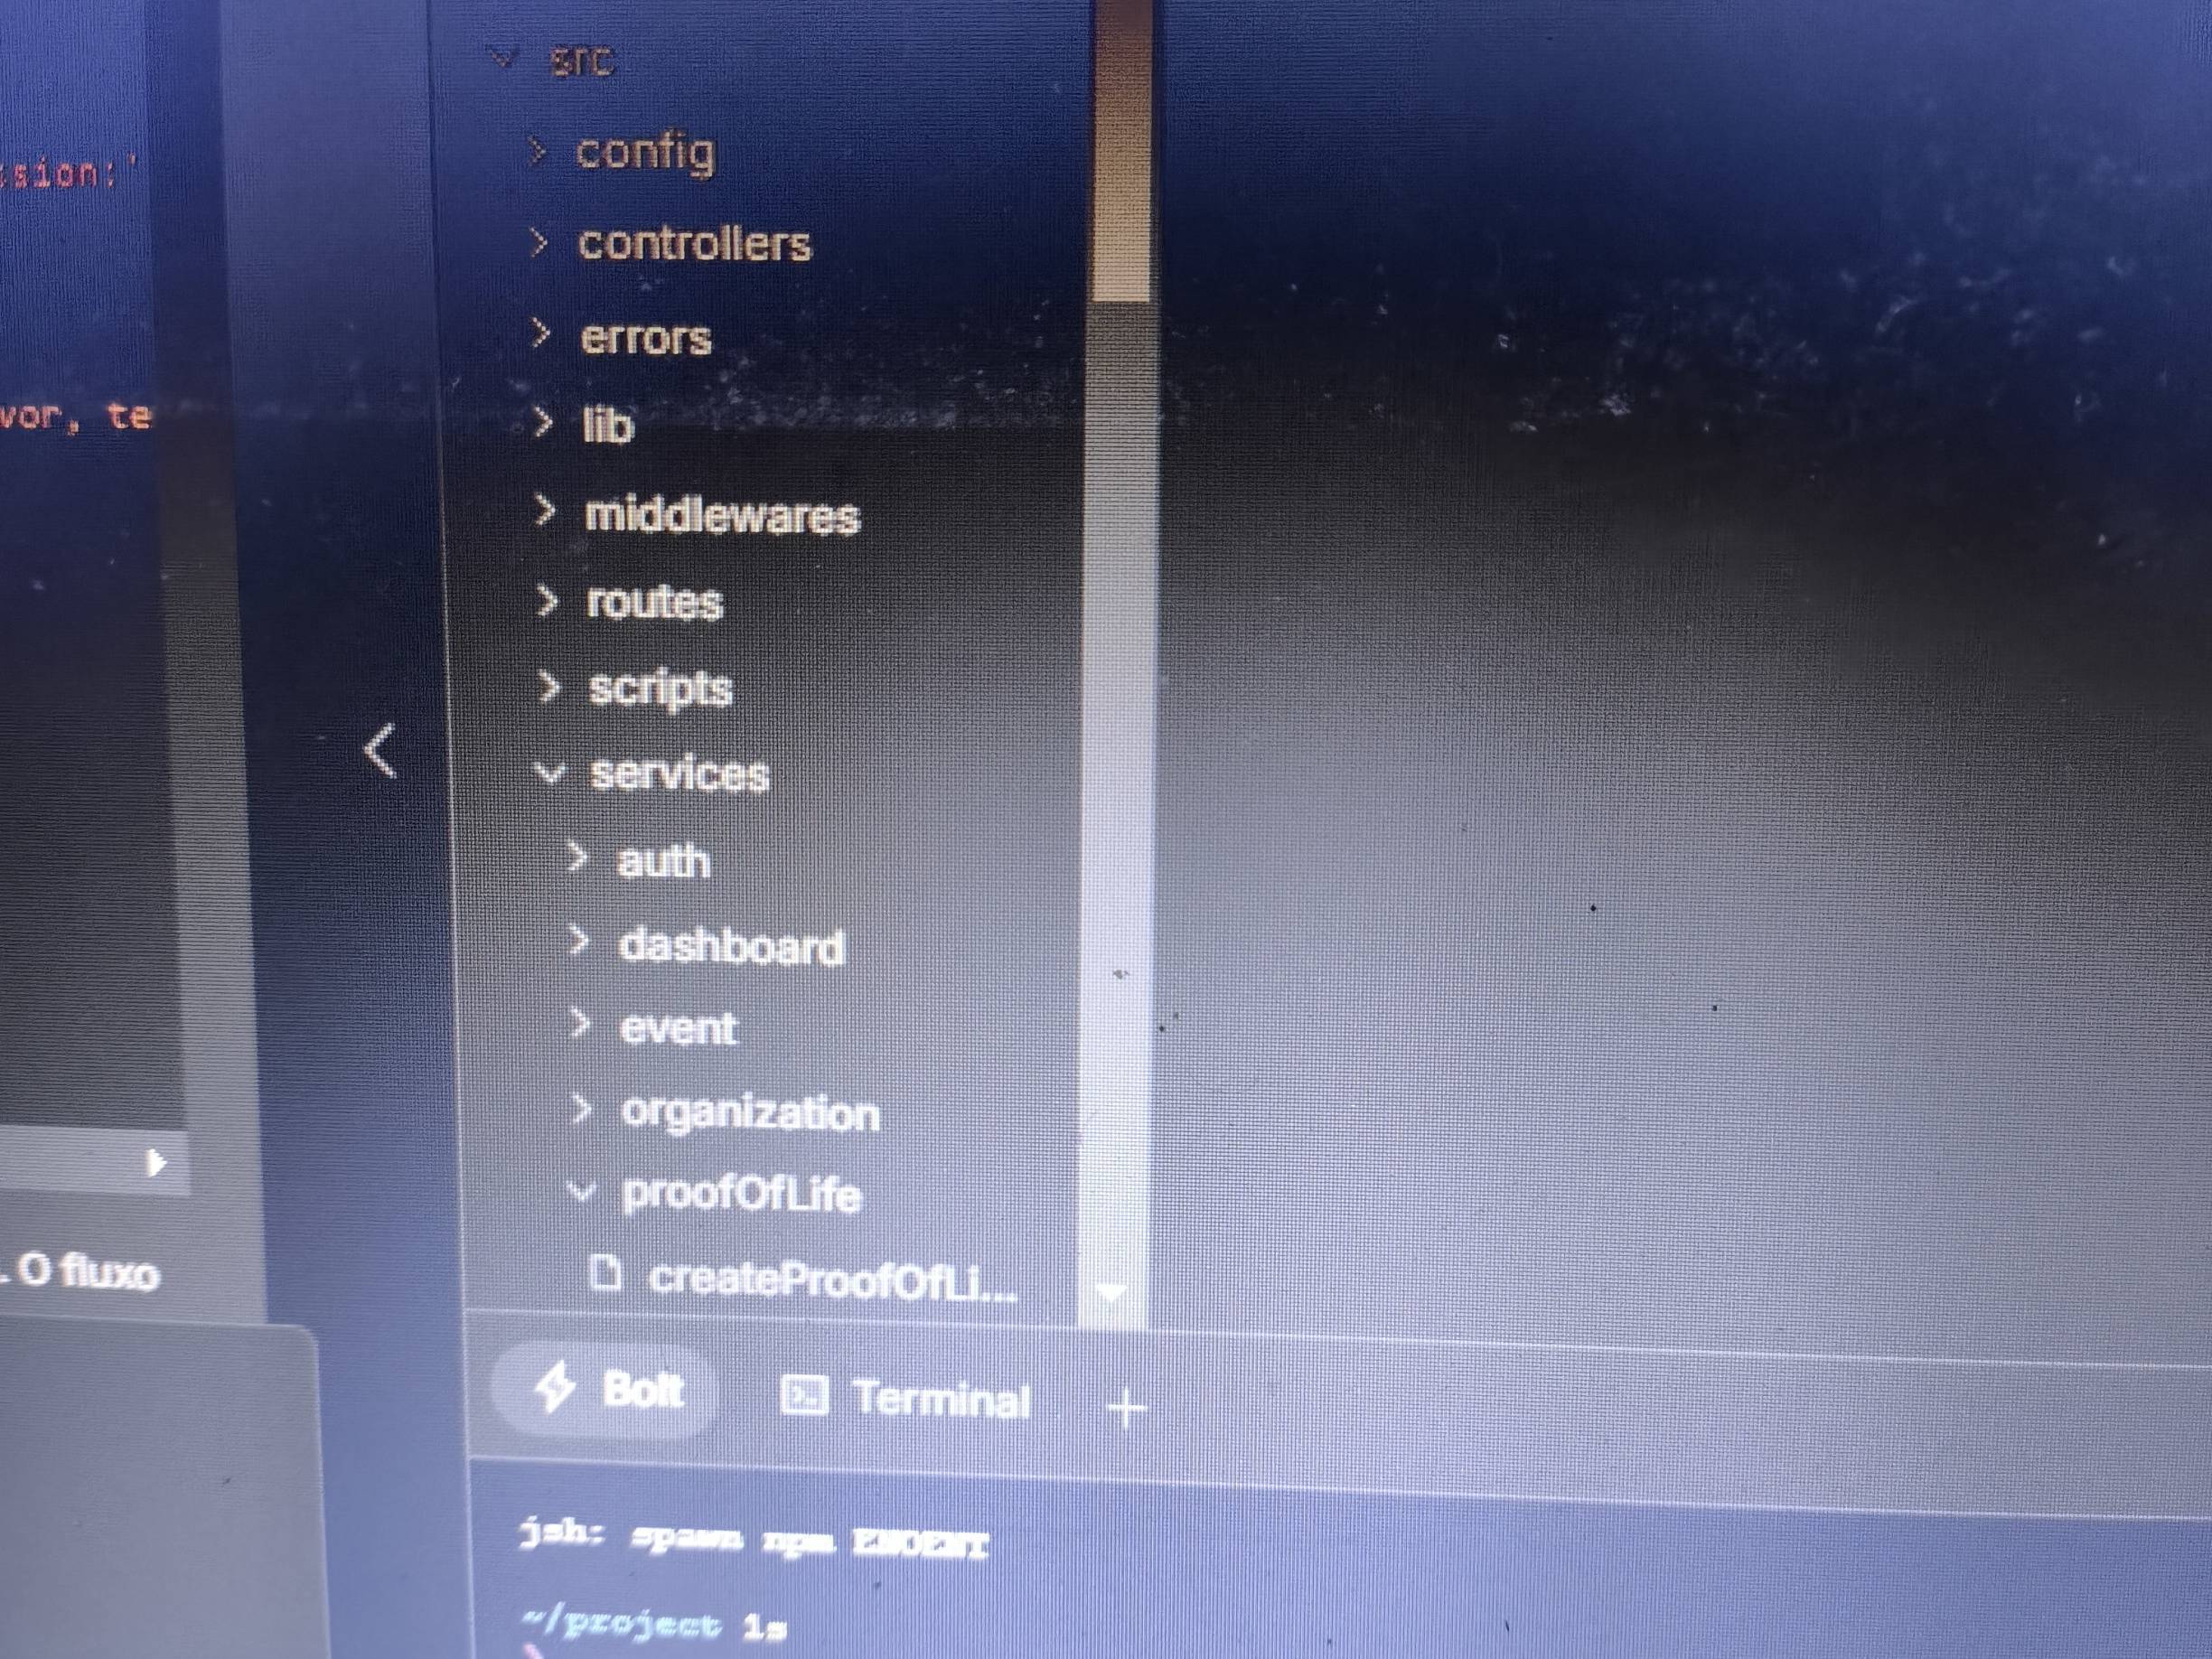 ssion:'
vor, te
. O fluxo
src
config
controllers
errors
lib
middlewares
routes
scripts
services
auth
dashboard
event
organization
proofOfLife
createProofOfLi...
Bolt
Terminal
jsh: spawn npm ENOENT
~/project 1s